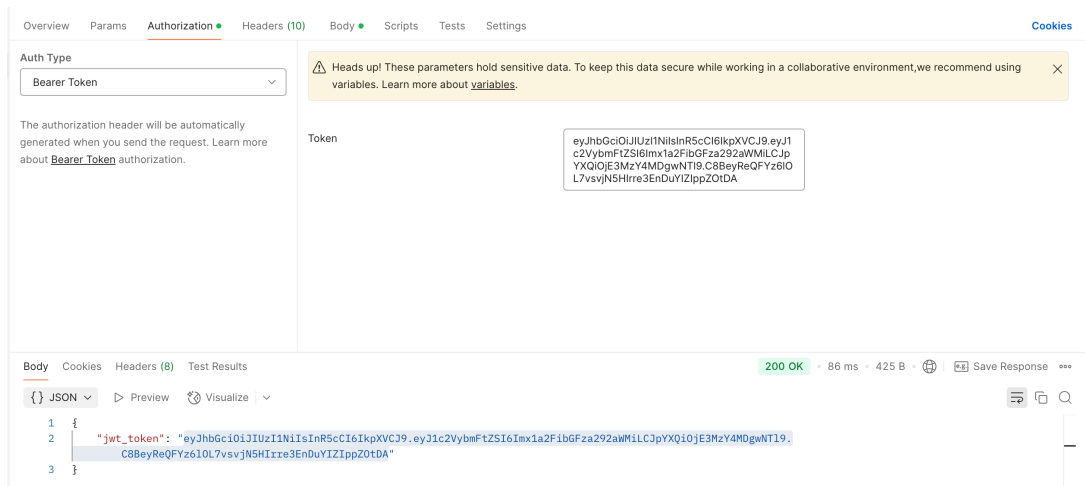 Overview Params Authorization Headers (10) Body Scripts Tests Settings Cookies
Auth Type
Bearer Token
The authorization header will be automatically
generated when you send the request. Learn more
about Bearer Token authorization.
Heads up! These parameters hold sensitive data. To keep this data secure while working in a collaborative environment,we recommend using
variables. Learn more about variables.
Token
eyJhbGciOiJIUzI1NiIsInR5cCI6IkpXVCJ9.eyJ1
c2VybmFtZSI6Imx1a2FibGFza292aWMiLCJp
YXQiOjE3MzY4MDgwNTl9.C8BeyReQFYz6lO
L7vsvjN5HIrre3EnDuYIZIppZOtDA
Body Cookies Headers (8) Test Results 200 OK 86 ms 425 B e.g. Save Response
{} JSON Preview Visualize
1 {
2 "jwt_token": "eyJhbGciOiJIUzI1NiIsInR5cCI6IkpXVCJ9.eyJ1c2VybmFtZSI6Imx1a2FibGFza292aWMiLCJpYXQiOjE3MzY4MDgwNTl9.
C8BeyReQFYz6lOL7vsvjN5HIrre3EnDuYIZIppZOtDA"
3 }